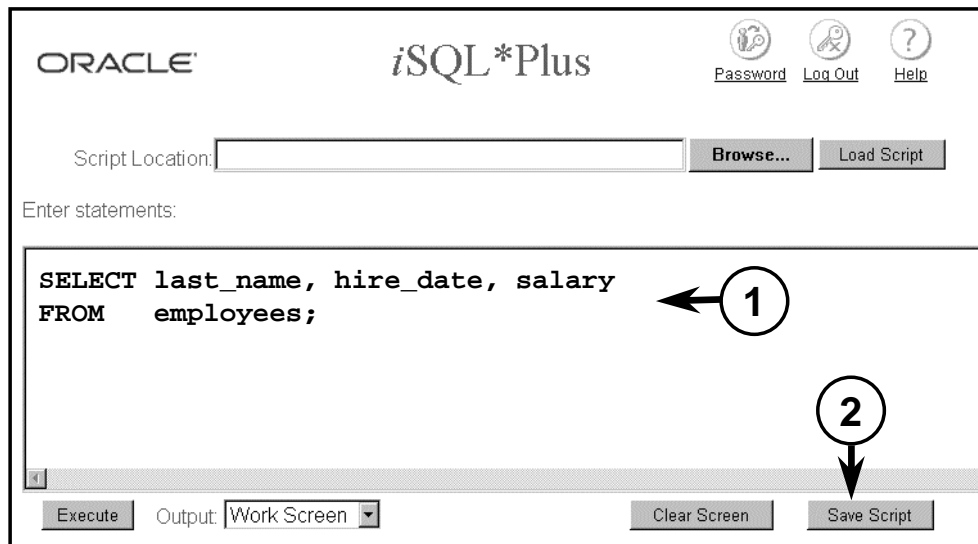 ORACLE
iSQL*Plus
Password Log Out Help
Script Location: Browse... Load Script
Enter statements:
SELECT last_name, hire_date, salary
FROM employees;
1
2
Execute Output: Work Screen Clear Screen Save Script